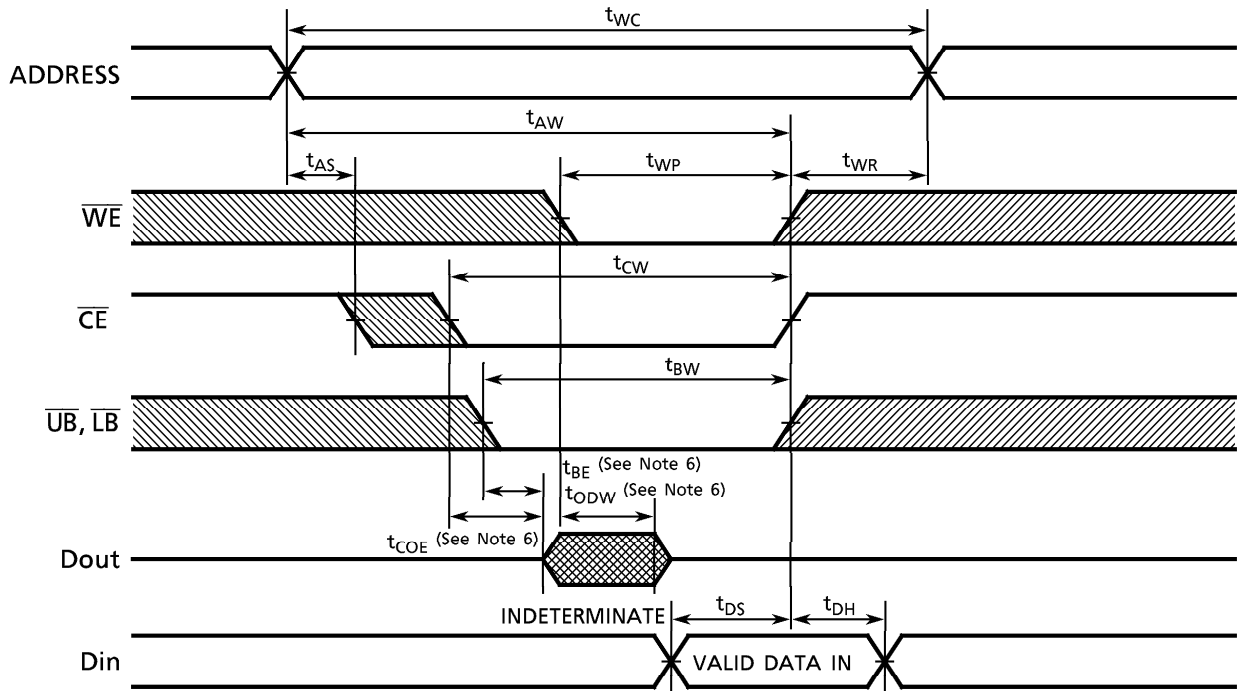 tWC
ADDRESS
tAW
tAS
tWP
tWR
WE
tCW
CE
tBW
UB, LB
tBE (See Note 6)
tODW (See Note 6)
tCOE (See Note 6)
Dout
INDETERMINATE
tDS
tDH
Din
VALID DATA IN